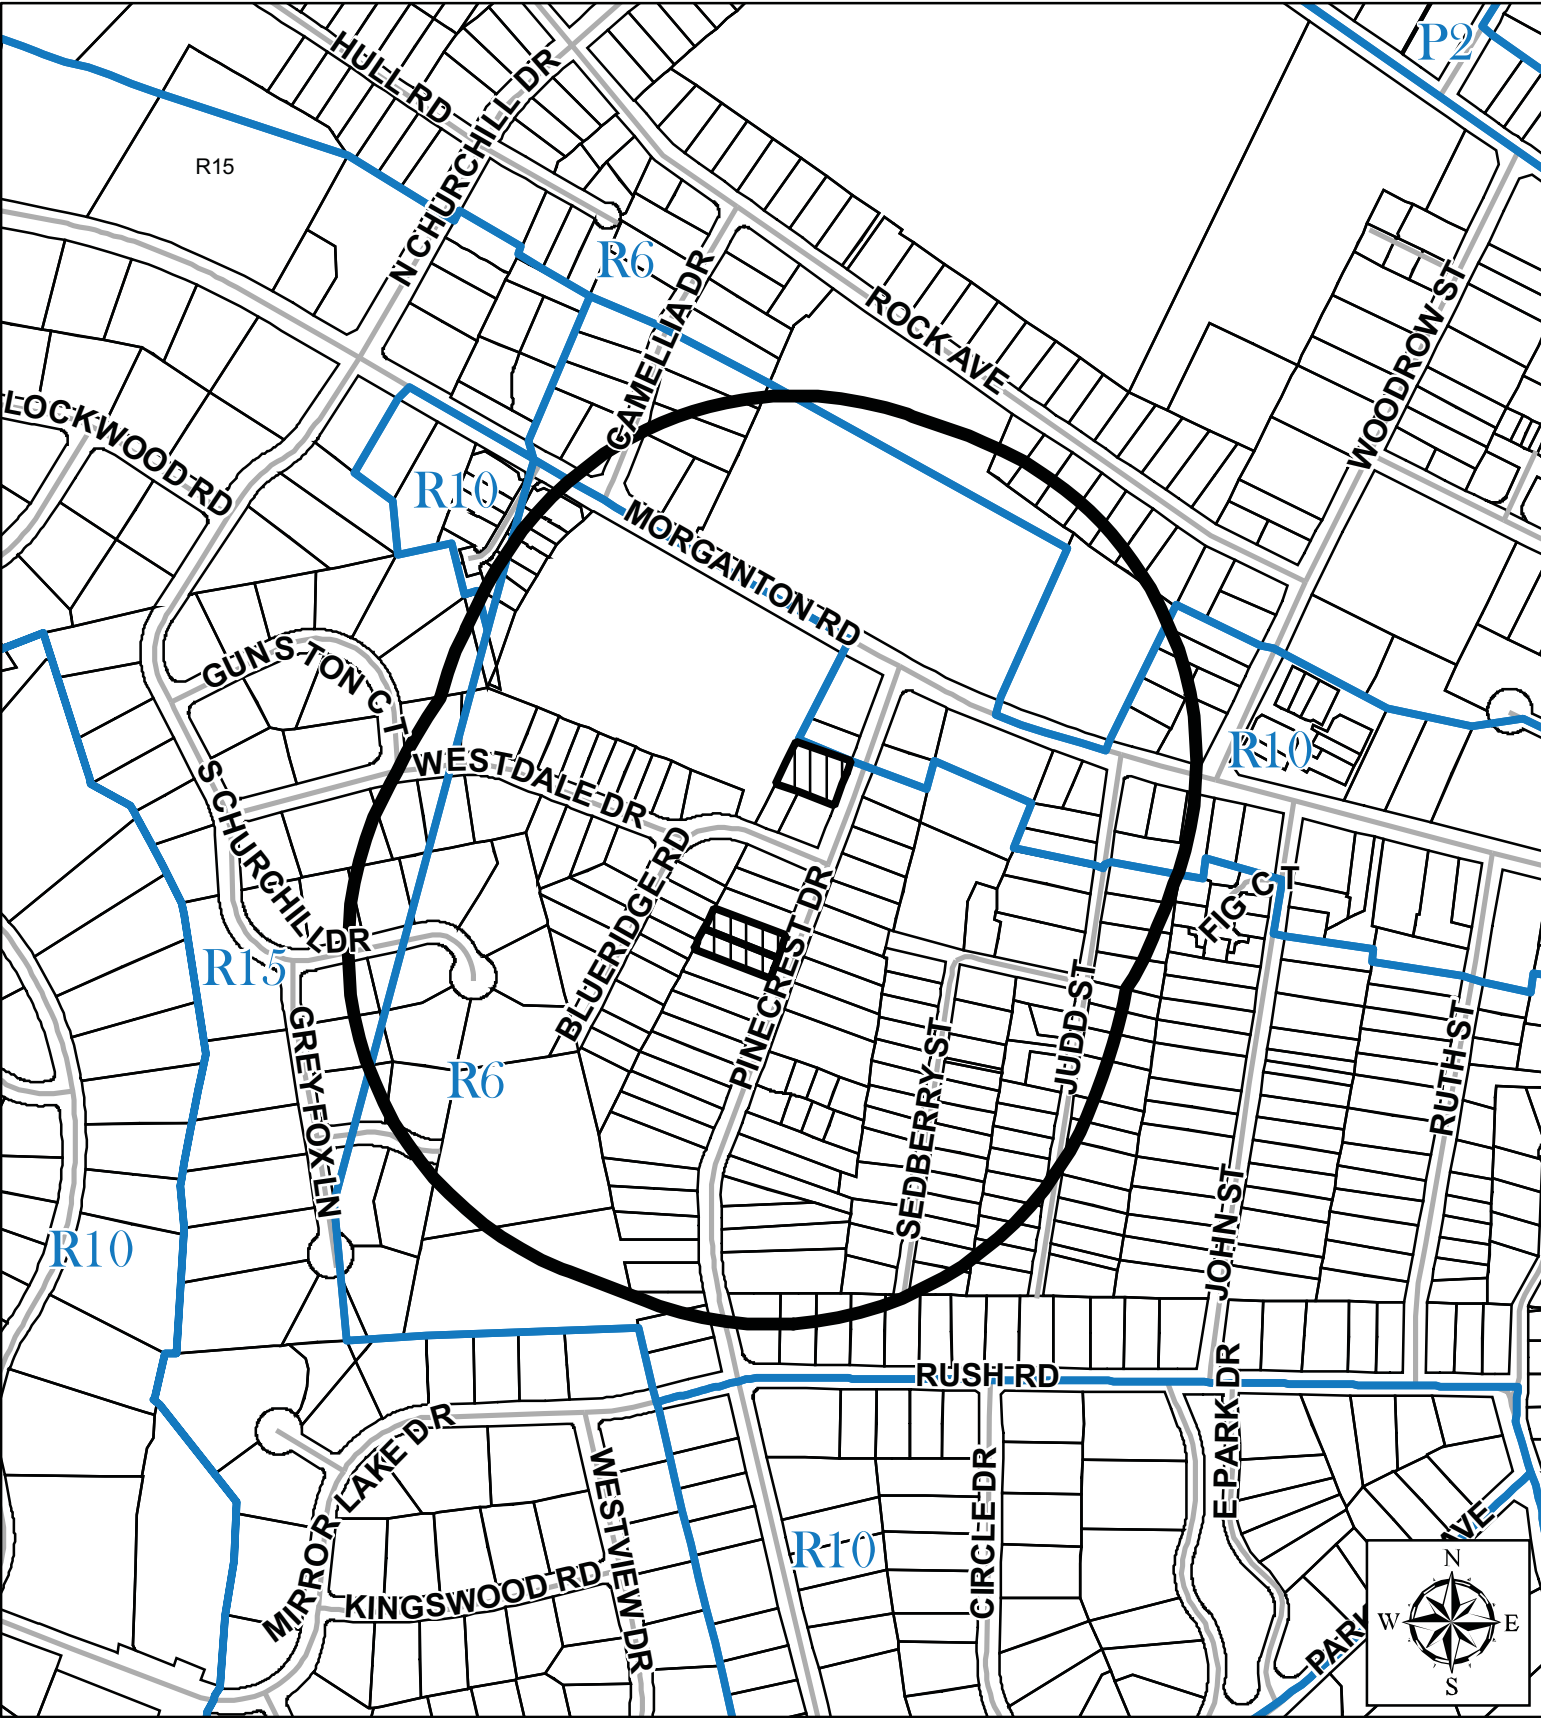 P2
HULL RD
N CHURCHILL DR
R15
R6
CAMELLIA DR
ROCK AVE
WOODROW ST
LOCKWOOD RD
R10
MORGANTON RD
GUNSTON CT
S CHURCHILL DR
WESTDALE DR
R10
BLUERIDGE RD
PINECREST DR
FIG CT
R15
GREY FOX LN
R6
SEDBERRY ST
JUDD ST
RUTH ST
R10
JOHN ST
RUSH RD
MIRROR LAKE DR
WESTVIEW DR
KINGSWOOD RD
R10
CIRCLE DR
E PARK DR
PARK AVE
N
W E
S